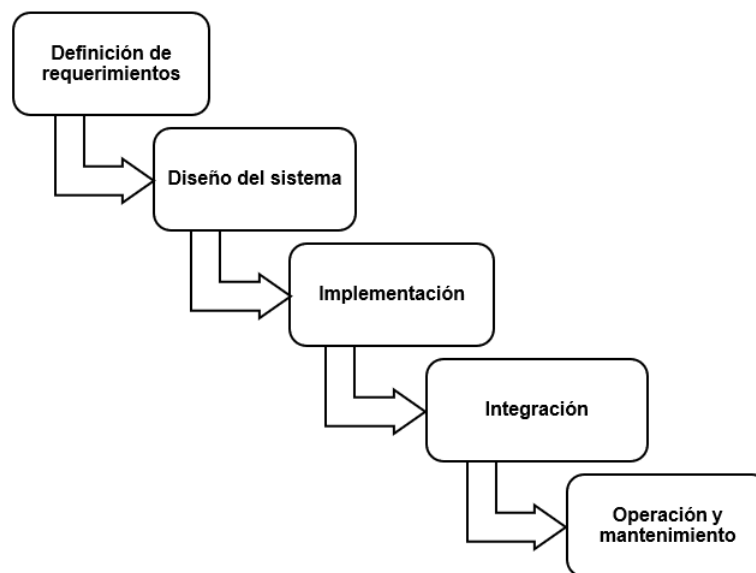 Definición de
requerimientos
Diseño del sistema
Implementación
Integración
Operación y
mantenimiento